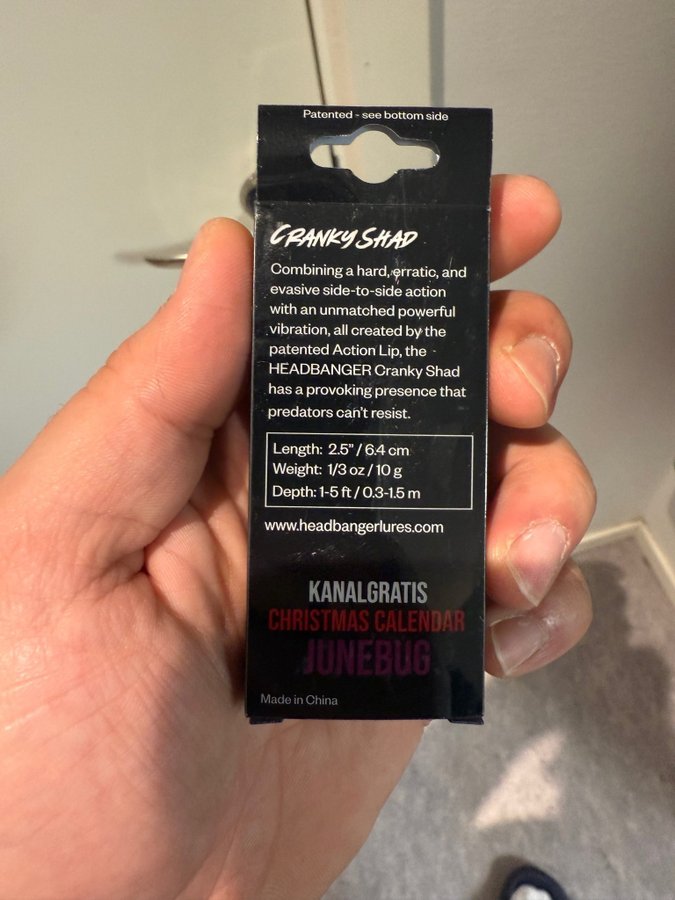 Patented - see bottom side
CRANKY SHAD
Combining a hard, erratic, and
evasive side-to-side action
with an unmatched powerful
vibration, all created by the
patented Action Lip, the
HEADBANGER Cranky Shad
has a provoking presence that
predators can't resist.
Length: 2.5" / 6.4 cm
Weight: 1/3 oz / 10 g
Depth: 1-5 ft / 0.3-1.5 m
www.headbangerlures.com
KANALGRATIS
CHRISTMAS CALENDAR
JUNEBUG
Made in China